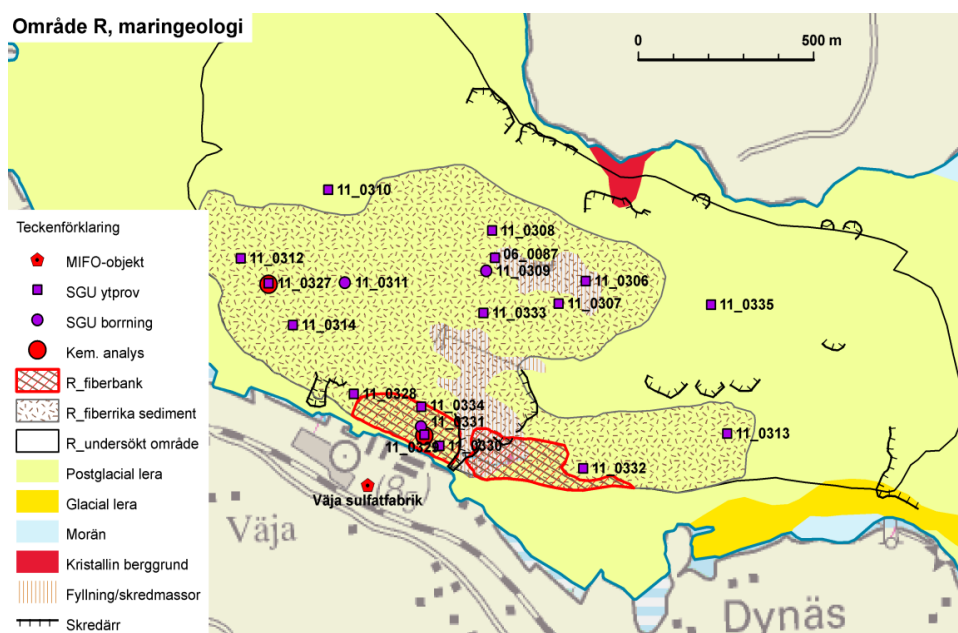 Område R, maringeologi
0 500 m
11_0310
11_0308
06_0087
11_0312
11_0309
11_0327
11_0311
11_0306
11_0307
11_0335
11_0333
11_0314
11_0328
11_0334
11_0331
11_0313
11_0329
11_0330
11_0332
Väja sulfatfabrik
Väja
Dynäs
Teckenförklaring
MIFO-objekt
SGU ytprov
SGU borrning
Kem. analys
R_fiberbank
R_fiberrika sediment
R_undersökt område
Postglacial lera
Glacial lera
Morän
Kristallin berggrund
Fyllning/skredmassor
Skredärr